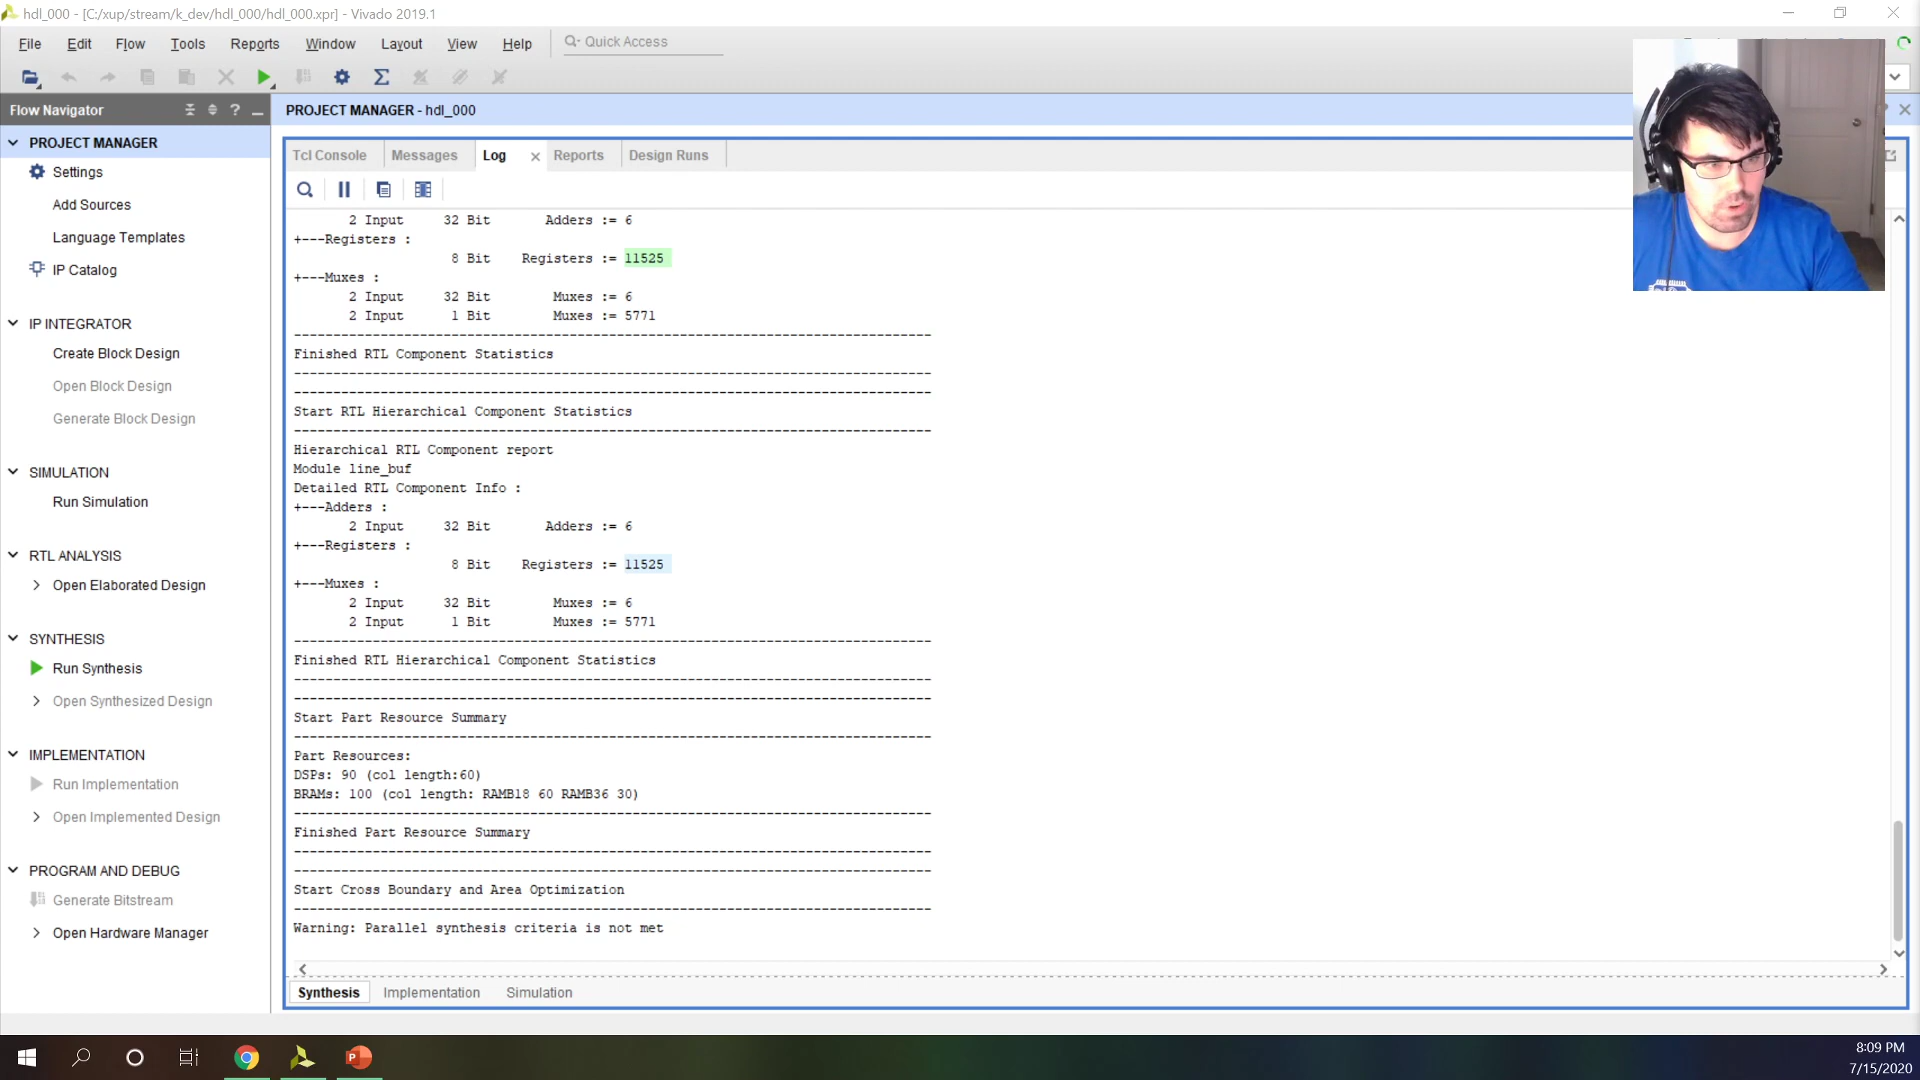 hdl_000 - [C:/xup/stream/k_dev/hdl_000/hdl_000.xpr] - Vivado 2019.1
File Edit Flow Tools Reports Window Layout View Help Quick Access
Flow Navigator
PROJECT MANAGER - hdl_000
PROJECT MANAGER
Settings
Add Sources
Language Templates
IP Catalog
IP INTEGRATOR
Create Block Design
Open Block Design
Generate Block Design
SIMULATION
Run Simulation
RTL ANALYSIS
Open Elaborated Design
SYNTHESIS
Run Synthesis
Open Synthesized Design
IMPLEMENTATION
Run Implementation
Open Implemented Design
PROGRAM AND DEBUG
Generate Bitstream
Open Hardware Manager
Tcl Console Messages Log Reports Design Runs
2 Input 32 Bit Adders := 6
+---Registers :
8 Bit Registers := 11525
+---Muxes :
2 Input 32 Bit Muxes := 6
2 Input 1 Bit Muxes := 5771
---------------------------------------------------------------------------------
Finished RTL Component Statistics
---------------------------------------------------------------------------------
---------------------------------------------------------------------------------
Start RTL Hierarchical Component Statistics
---------------------------------------------------------------------------------
Hierarchical RTL Component report
Module line_buf
Detailed RTL Component Info :
+---Adders :
2 Input 32 Bit Adders := 6
+---Registers :
8 Bit Registers := 11525
+---Muxes :
2 Input 32 Bit Muxes := 6
2 Input 1 Bit Muxes := 5771
---------------------------------------------------------------------------------
Finished RTL Hierarchical Component Statistics
---------------------------------------------------------------------------------
---------------------------------------------------------------------------------
Start Part Resource Summary
---------------------------------------------------------------------------------
Part Resources:
DSPs: 90 (col length:60)
BRAMs: 100 (col length: RAMB18 60 RAMB36 30)
---------------------------------------------------------------------------------
Finished Part Resource Summary
---------------------------------------------------------------------------------
---------------------------------------------------------------------------------
Start Cross Boundary and Area Optimization
---------------------------------------------------------------------------------
Warning: Parallel synthesis criteria is not met
Synthesis Implementation Simulation
8:09 PM
7/15/2020